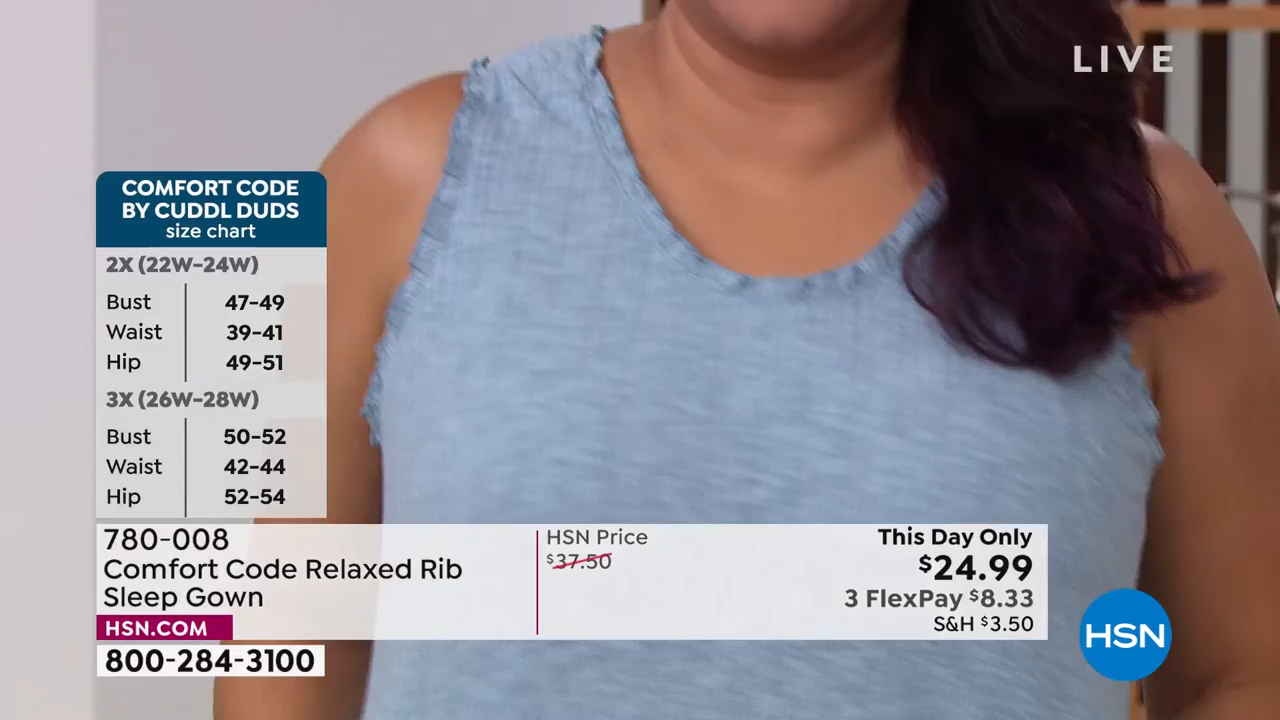 LIVE
COMFORT CODE
BY CUDDL DUDS
size chart
2X (22W-24W)
Bust 47-49
Waist 39-41
Hip 49-51
3X (26W-28W)
Bust 50-52
Waist 42-44
Hip 52-54
780-008
Comfort Code Relaxed Rib
Sleep Gown
HSN.COM
800-284-3100
HSN Price
$37.50
This Day Only
$24.99
3 FlexPay $8.33
S&H $3.50
HSN